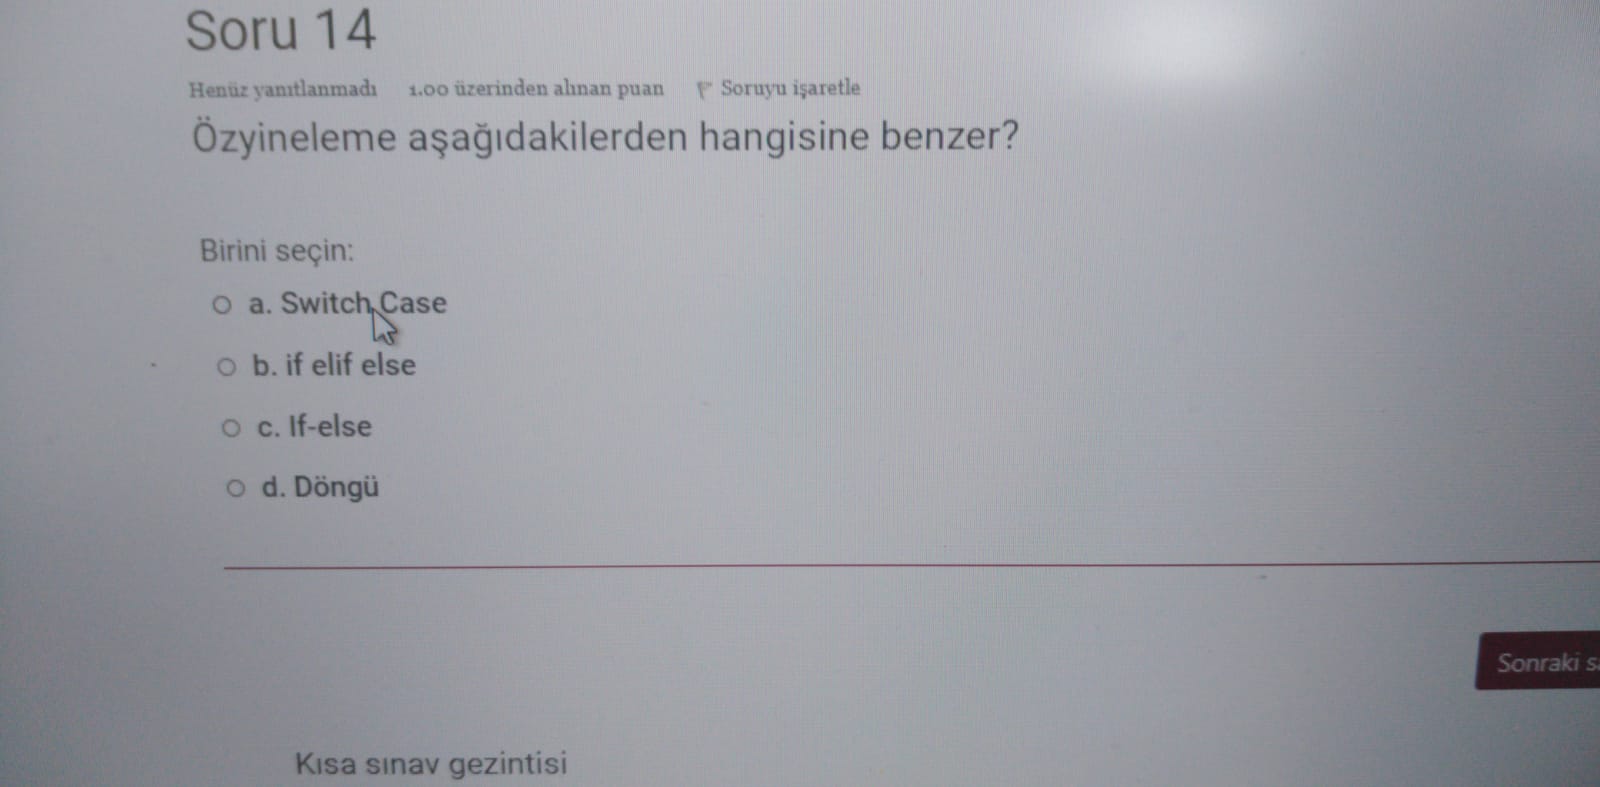 Soru 14
Henüz yanıtlanmadı 1.00 üzerinden alınan puan Soruyu işaretle
Özyineleme aşağıdakilerden hangisine benzer?
Birini seçin:
a. Switch Case
b. if elif else
c. If-else
d. Döngü
Sonraki
Kısa sınav gezintisi